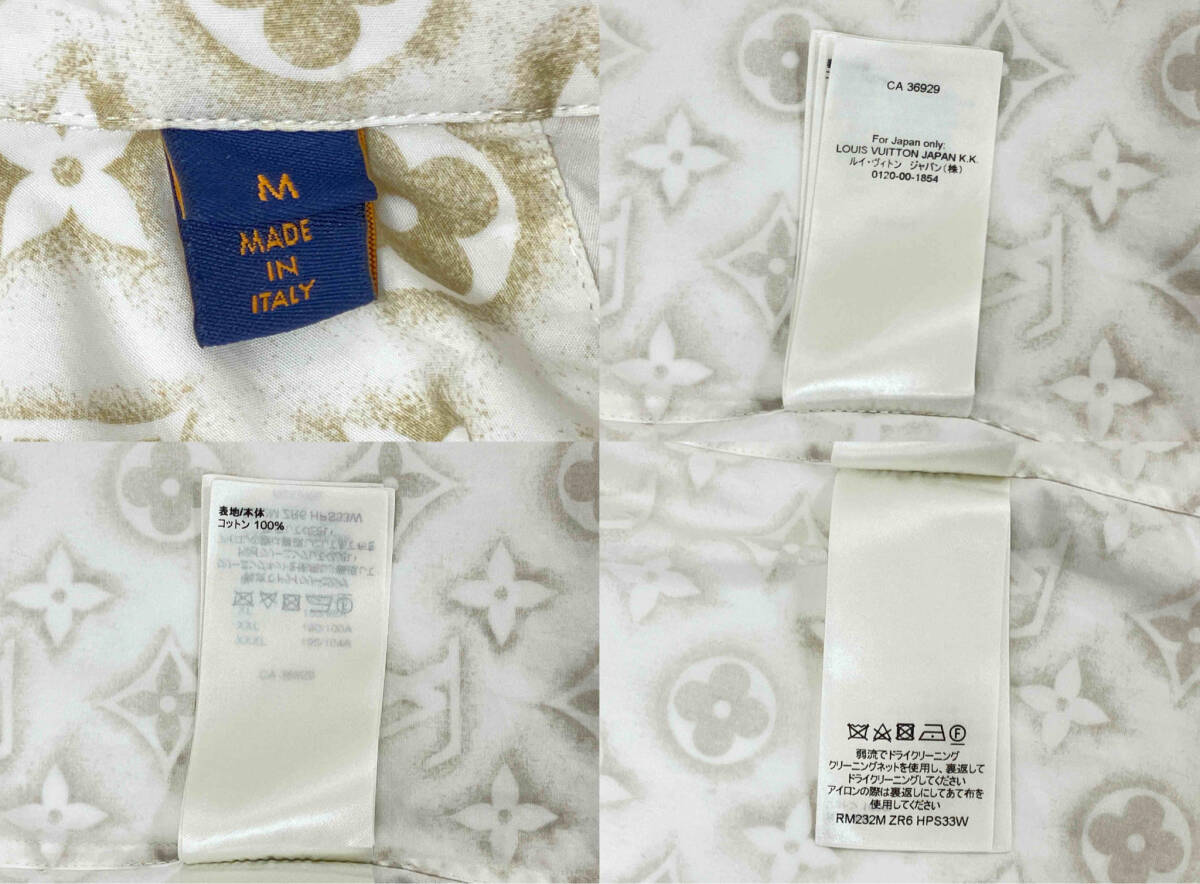 M
MADE
IN
ITALY
CA 36929
For Japan only:
LOUIS VUITTON JAPAN K.K.
ルイ・ヴィトン ジャパン(株)
0120-00-1854
表地/本体
コットン 100%
弱流でドライクリーニング
クリーニングネットを使用し、裏返して
ドライクリーニングしてください
アイロンの際は裏返しにしてあて布を
使用してください
RM232M ZR6 HPS33W